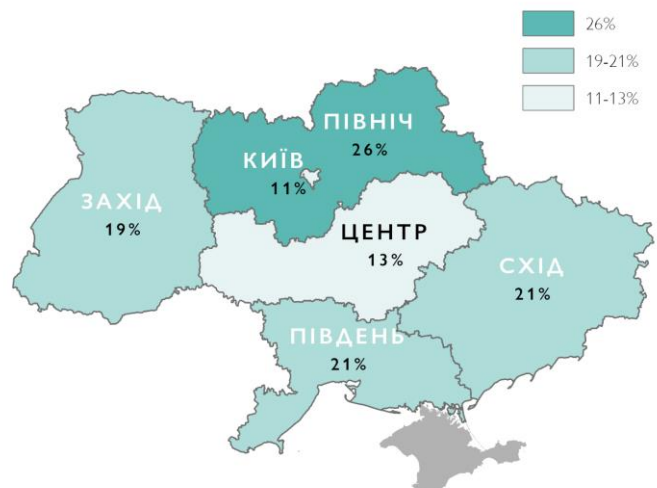 26%
19-21%
11-13%
ПІВНІЧ
26%
КИЇВ
11%
ЗАХІД
19%
ЦЕНТР
13%
СХІД
21%
ПІВДЕНЬ
21%